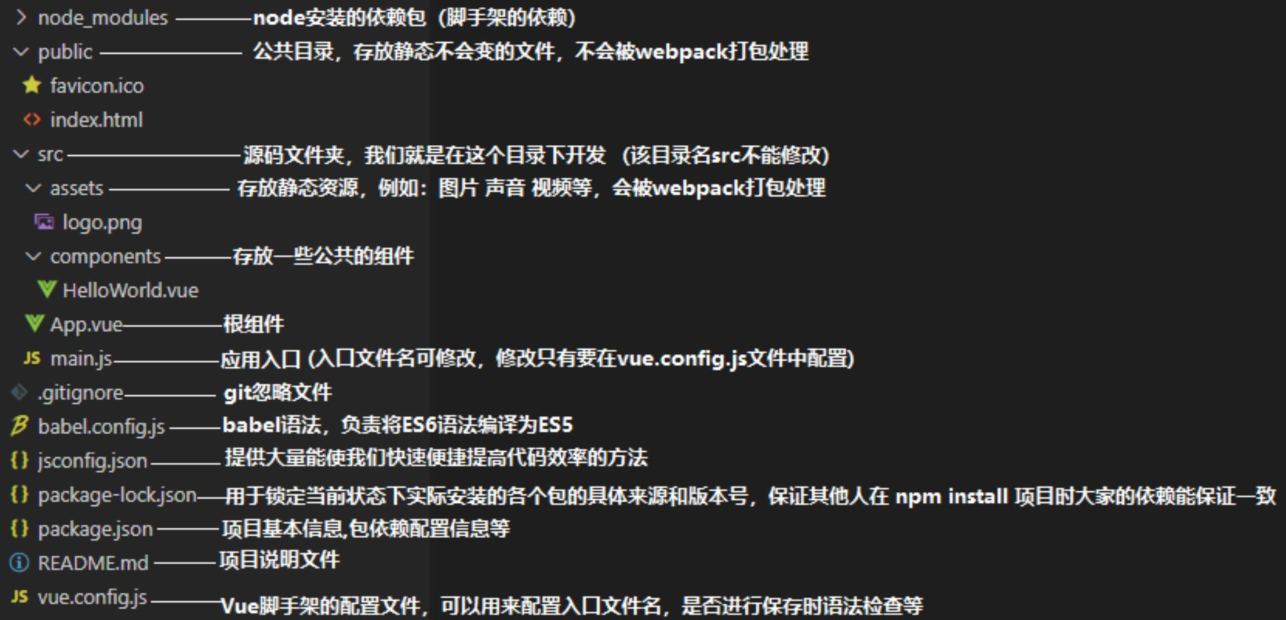 node_modules node安装的依赖包（脚手架的依赖）
public 公共目录，存放静态不会变的文件，不会被webpack打包处理
favicon.ico
index.html
src 源码文件夹，我们就是在这个目录下开发 （该目录名src不能修改）
assets 存放静态资源，例如：图片 声音 视频等，会被webpack打包处理
logo.png
components 存放一些公共的组件
HelloWorld.vue
App.vue 根组件
JS main.js 应用入口 (入口文件名可修改，修改只有要在vue.config.js文件中配置)
.gitignore git忽略文件
babel.config.js babel语法，负责将ES6语法编译为ES5
{} jsconfig.json 提供大量能使我们快速便捷提高代码效率的方法
{} package-lock.json 用于锁定当前状态下实际安装的各个包的具体来源和版本号，保证其他人在 npm install 项目时大家的依赖能保证一致
{} package.json 项目基本信息,包依赖配置信息等
README.md 项目说明文件
JS vue.config.js Vue脚手架的配置文件，可以用来配置入口文件名，是否进行保存时语法检查等